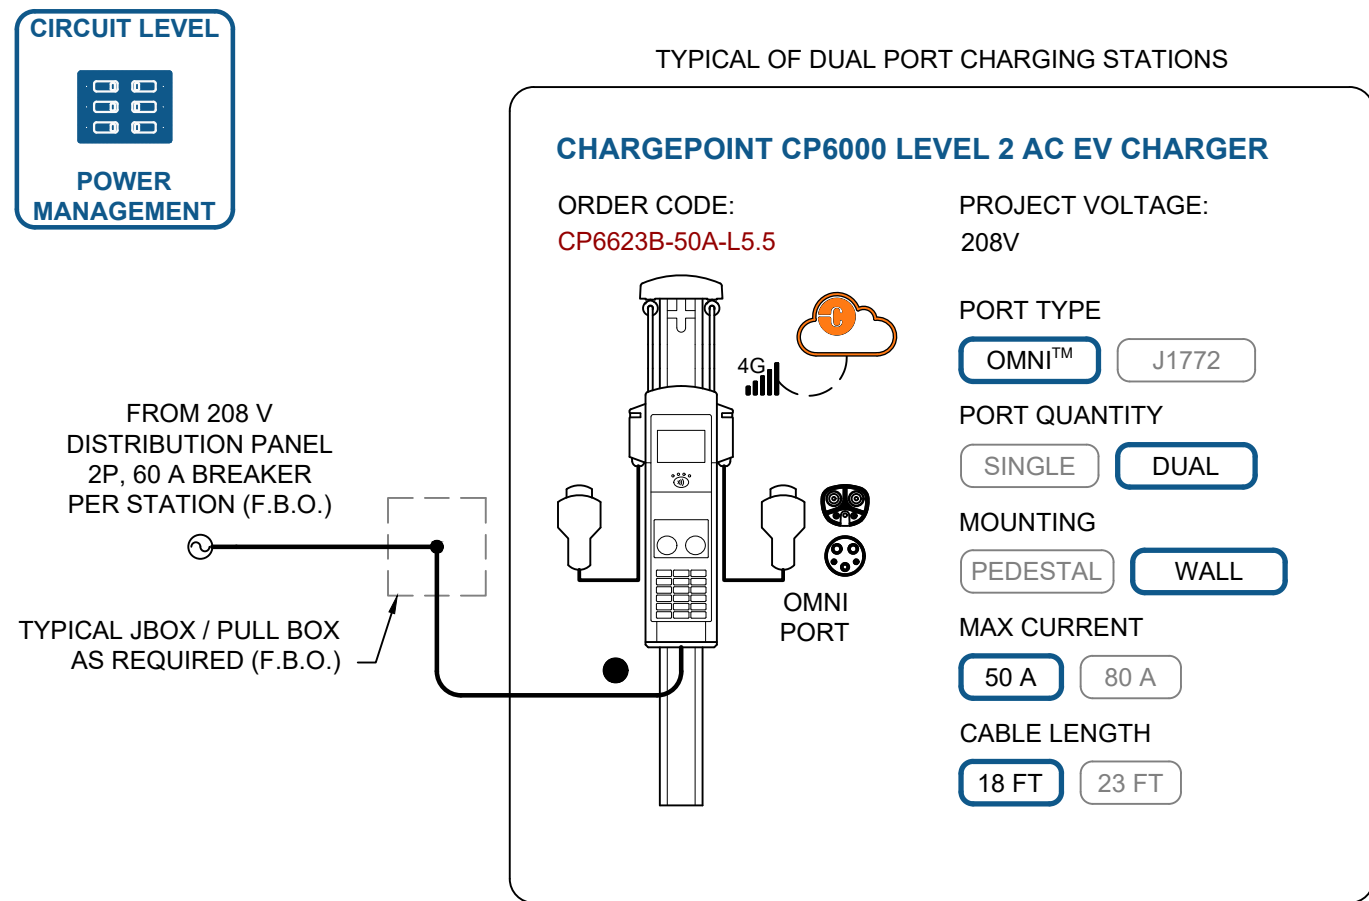 CIRCUIT LEVEL
POWER
MANAGEMENT
TYPICAL OF DUAL PORT CHARGING STATIONS
CHARGEPOINT CP6000 LEVEL 2 AC EV CHARGER
ORDER CODE:
CP6623B-50A-L5.5
PROJECT VOLTAGE:
208V
4G
C
OMNI
PORT
PORT TYPE
OMNI™ J1772
PORT QUANTITY
SINGLE DUAL
MOUNTING
PEDESTAL WALL
MAX CURRENT
50 A 80 A
CABLE LENGTH
18 FT 23 FT
FROM 208 V
DISTRIBUTION PANEL
2P, 60 A BREAKER
PER STATION (F.B.O.)
TYPICAL JBOX / PULL BOX
AS REQUIRED (F.B.O.)